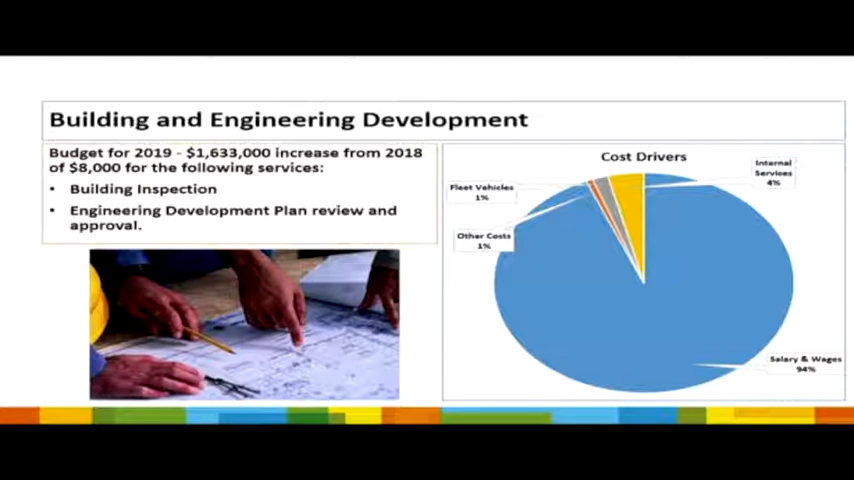 Building and Engineering Development
Budget for 2019 - $1,633,000 increase from 2018
of $8,000 for the following services:
• Building Inspection
• Engineering Development Plan review and
approval.
Cost Drivers
Internal
Services
4%
Fleet Vehicles
1%
Other Costs
1%
Salary & Wages
94%